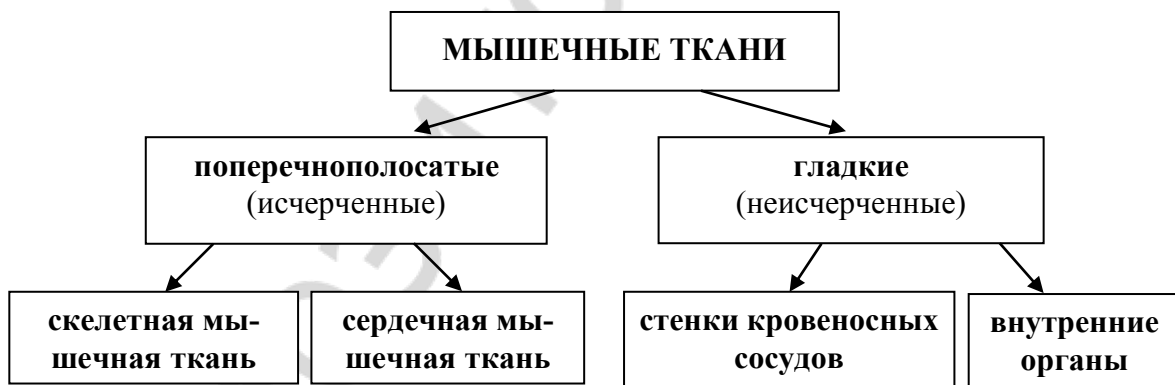 МЫШЕЧНЫЕ ТКАНИ
поперечнополосатые
(исчерченные)
гладкие
(неисчерченные)
скелетная мы-
шечная ткань
сердечная мы-
шечная ткань
стенки кровеносных
сосудов
внутренние
органы